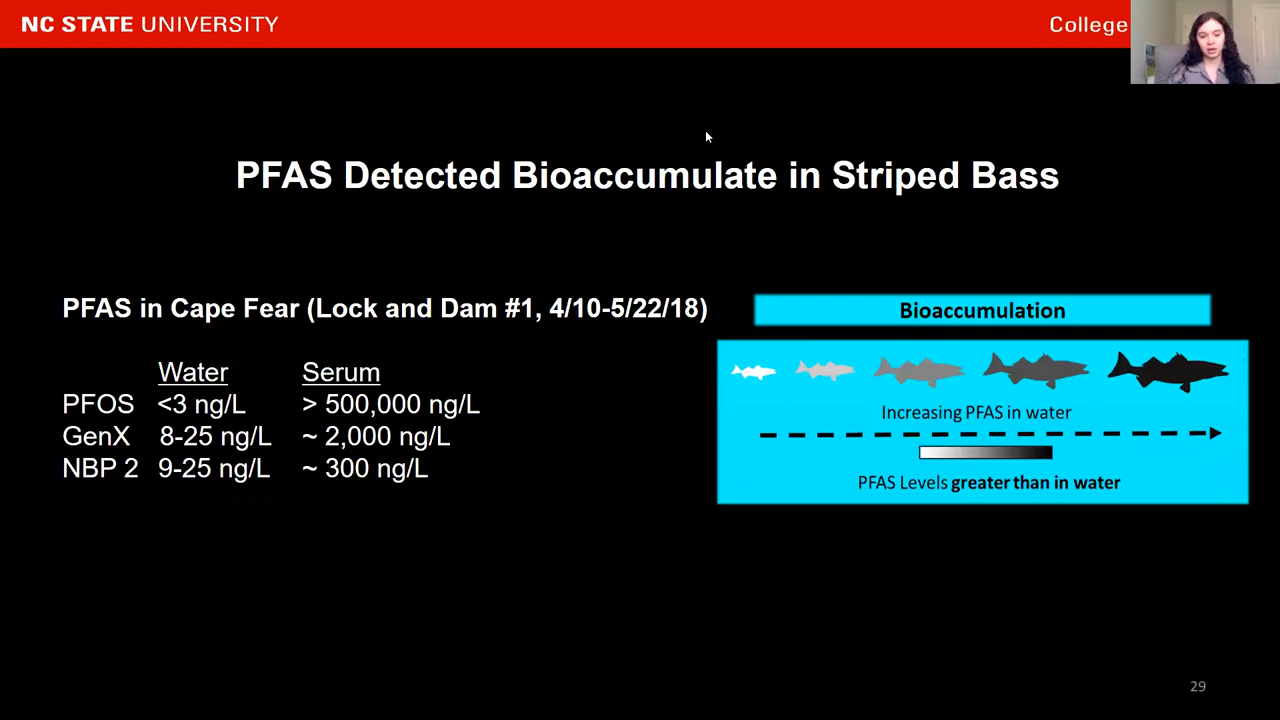 NC STATE UNIVERSITY
College
PFAS Detected Bioaccumulate in Striped Bass
PFAS in Cape Fear (Lock and Dam #1, 4/10-5/22/18)
Water Serum
PFOS <3 ng/L > 500,000 ng/L
GenX 8-25 ng/L ~ 2,000 ng/L
NBP 2 9-25 ng/L ~ 300 ng/L
Bioaccumulation
Increasing PFAS in water
PFAS Levels greater than in water
29